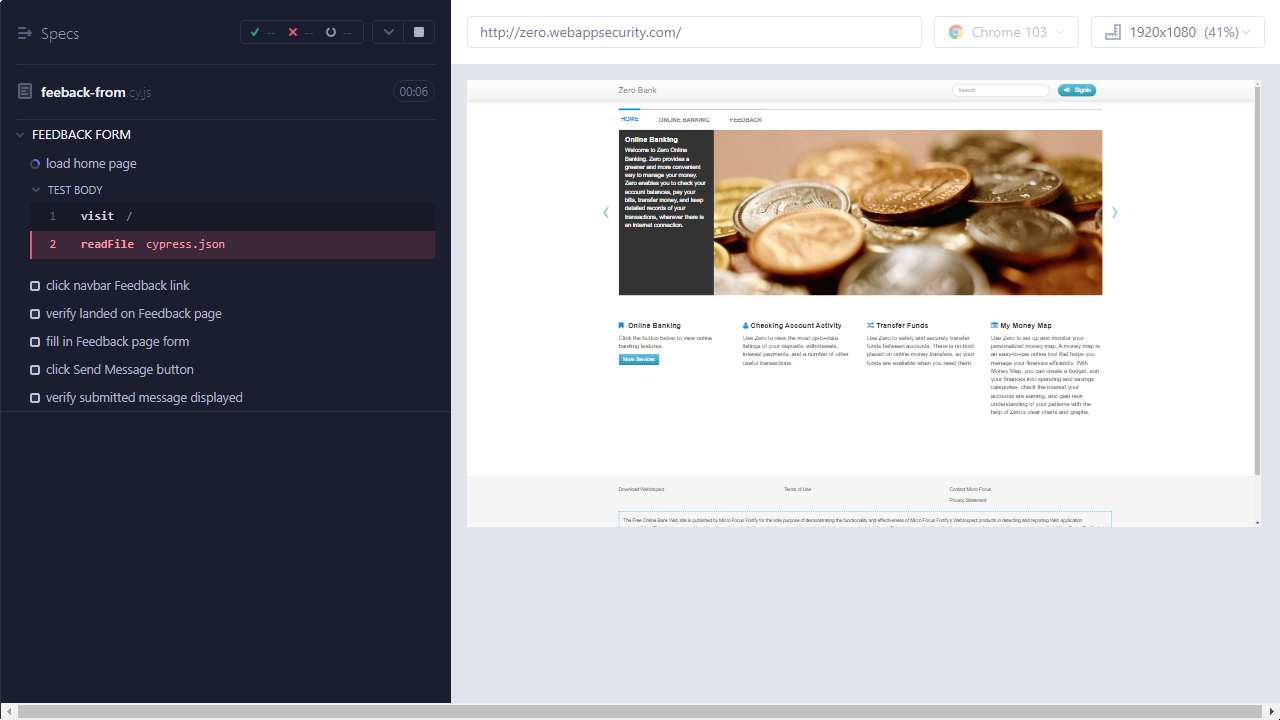 Specs
-- -- --
feeback-from.cy.js
00:06
FEEDBACK FORM
load home page
TEST BODY
1 visit /
2 readFile cypress.json
click navbar Feedback link
verify landed on Feedback page
fill in Feedback page form
click Send Message button
verify submitted message displayed
http://zero.webappsecurity.com/
Chrome 103
1920x1080 (41%)
Zero Bank
Search
Signin
HOME
ONLINE BANKING
FEEDBACK
Online Banking
Welcome to Zero Online
Banking. Zero provides a
greener and more convenient
way to manage your money.
Zero enables you to check your
account balances, pay your
bills, transfer money, and keep
detailed records of your
transactions, wherever there is
an internet connection.
Online Banking
Click the button below to view online
banking features.
More Services
Checking Account Activity
Use Zero to view the most up-to-date
listings of your deposits, withdrawals,
interest payments, and a number of other
useful transactions.
Transfer Funds
Use Zero to safely and securely transfer
funds between accounts. There is no hold
placed on online money transfers, so your
funds are available when you need them.
My Money Map
Use Zero to set up and monitor your
personalized money map. A money map is
an easy-to-use online tool that helps you
manage your finances efficiently. With
Money Map, you can create a budget, sort
your finances into spending and savings
categories, check the interest your
accounts are earning, and gain new
understanding of your patterns with the
help of Zero's clear charts and graphs.
Download WebInspect
Terms of Use
Contact Micro Focus
Privacy Statement
The Free Online Bank Web site is published by Micro Focus Fortify for the sole purpose of demonstrating the functionality and effectiveness of Micro Focus Fortify's WebInspect products in detecting and reporting Web application